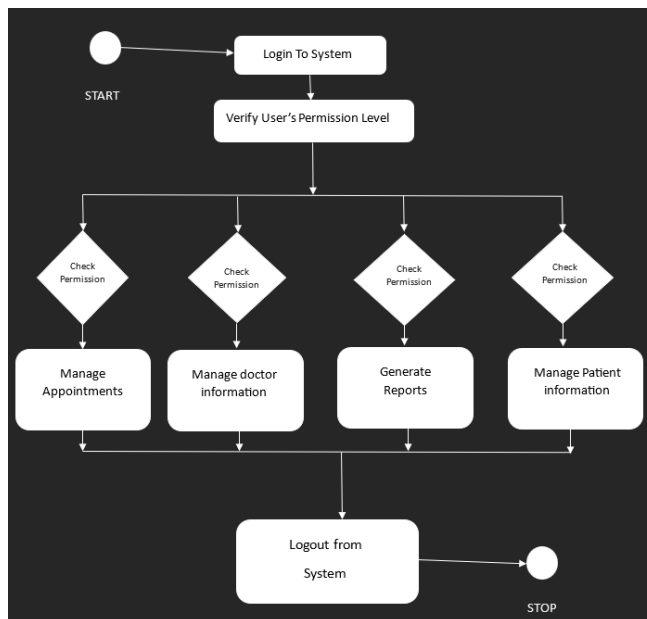 Login To System
START
Verify User's Permission Level
Check
Permission
Check
Permission
Check
Permission
Check
Permission
Manage
Appointments
Manage doctor
information
Generate
Reports
Manage Patient
information
Logout from
System
STOP